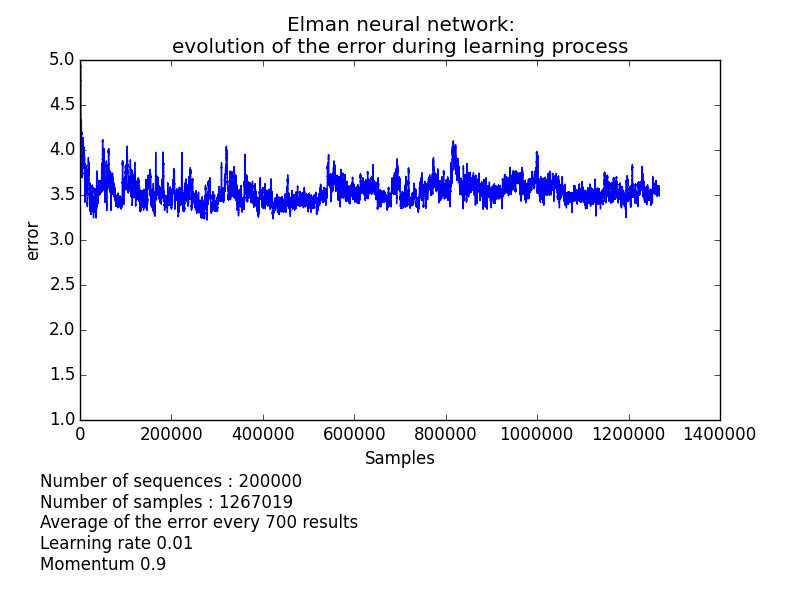 Elman neural network:
evolution of the error during learning process
5.0
4.5
4.0
3.5
3.0
2.5
2.0
1.5
1.0
error
0 200000 400000 600000 800000 1000000 1200000 1400000
Samples
Number of sequences : 200000
Number of samples : 1267019
Average of the error every 700 results
Learning rate 0.01
Momentum 0.9